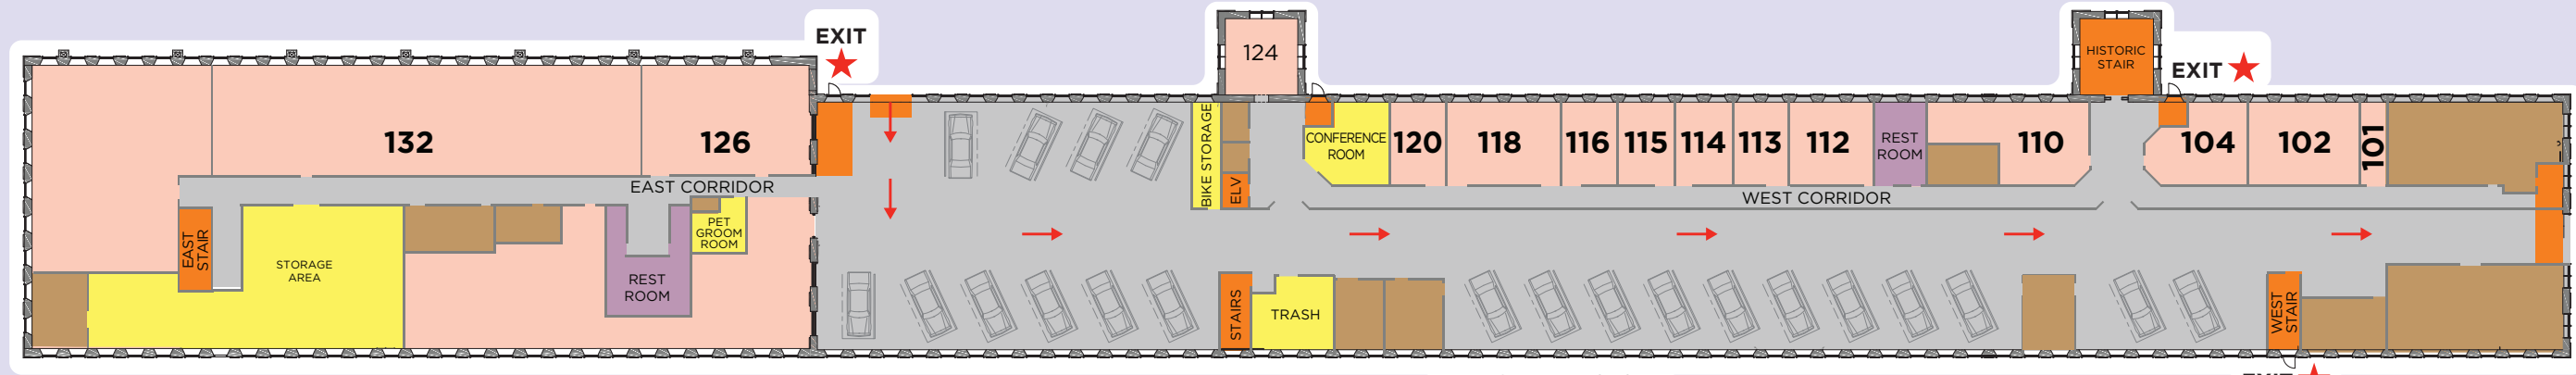 EXIT
124
HISTORIC
STAIR
EXIT
132
126
BIKE STORAGE
ELV
CONFERENCE
ROOM
120
118
116
115
114
113
112
REST
ROOM
110
104
102
101
EAST CORRIDOR
WEST CORRIDOR
EAST
STAIR
STORAGE
AREA
REST
ROOM
PET
GROOM
ROOM
STAIRS
TRASH
WEST
STAIR
EXIT